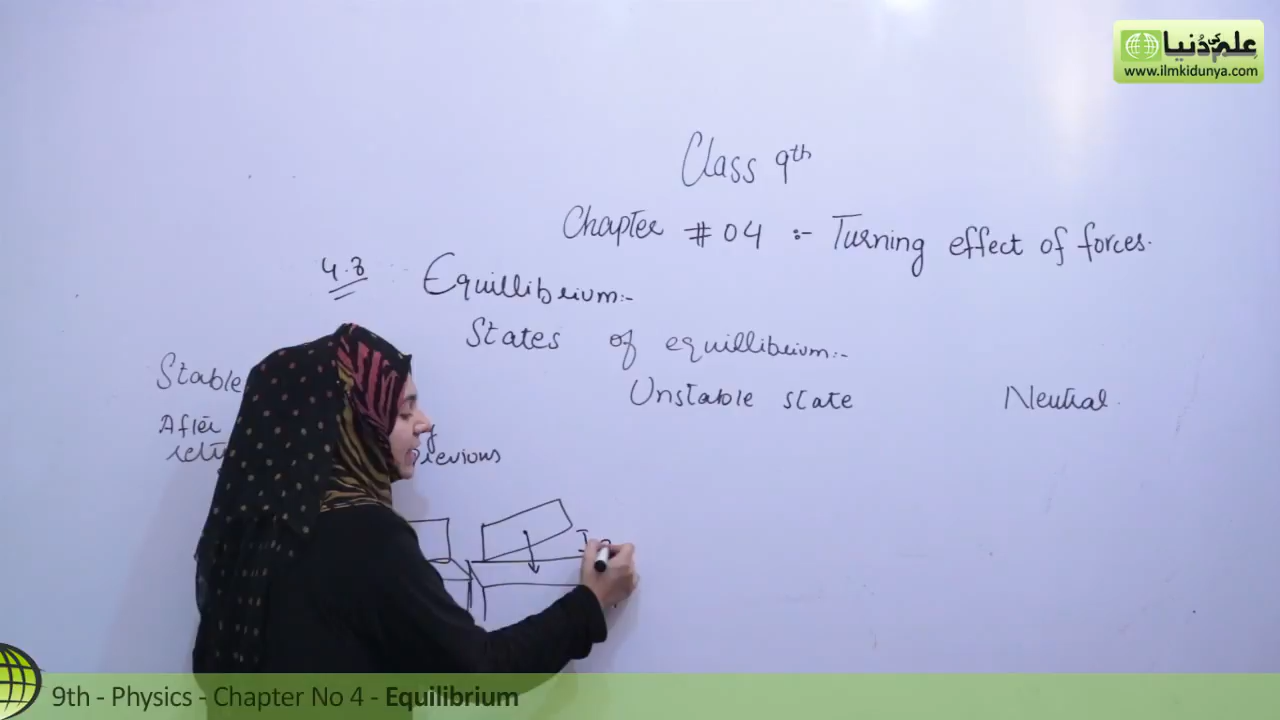 علم کی دنیا
www.ilmkidunya.com
Class 9th
Chapter # 04 :- Turning effect of forces.
4.3 Equillibrium:-
States of equillibrium:-
Stable Unstable state Neutral
After
previous
9th - Physics - Chapter No 4 - Equilibrium